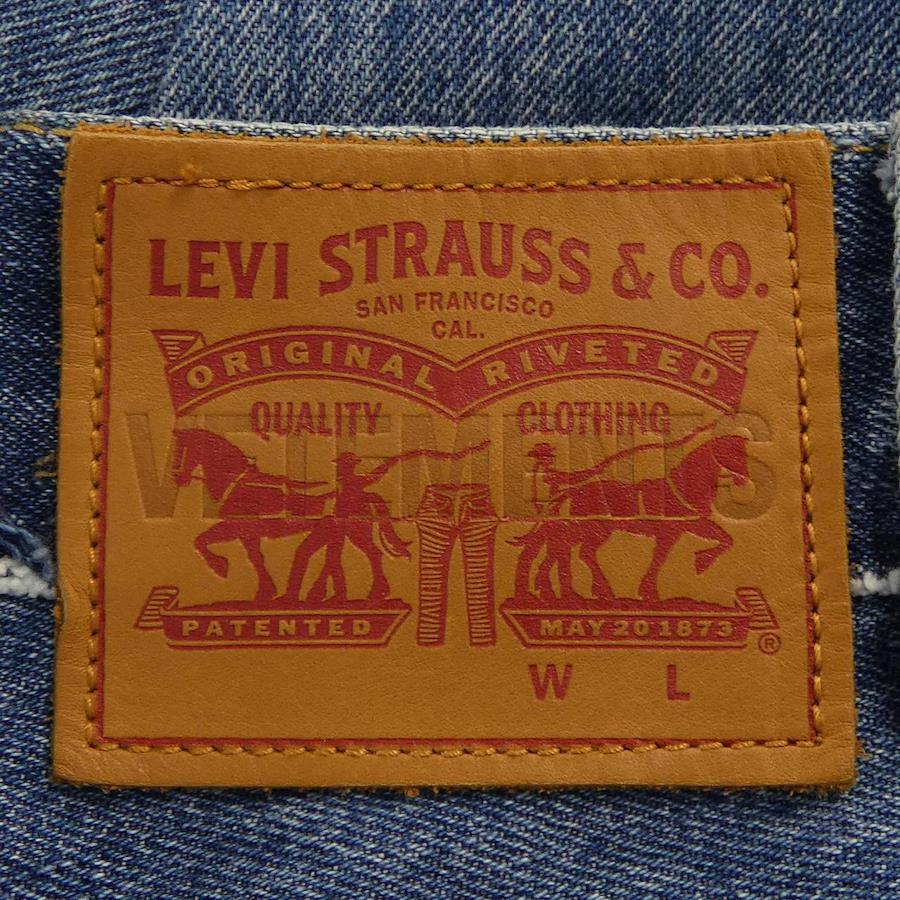 LEVI STRAUSS & CO.
SAN FRANCISCO
CAL.
ORIGINAL RIVETED
QUALITY CLOTHING
VETEMENTS
PATENTED MAY 20 1873 ®
W L